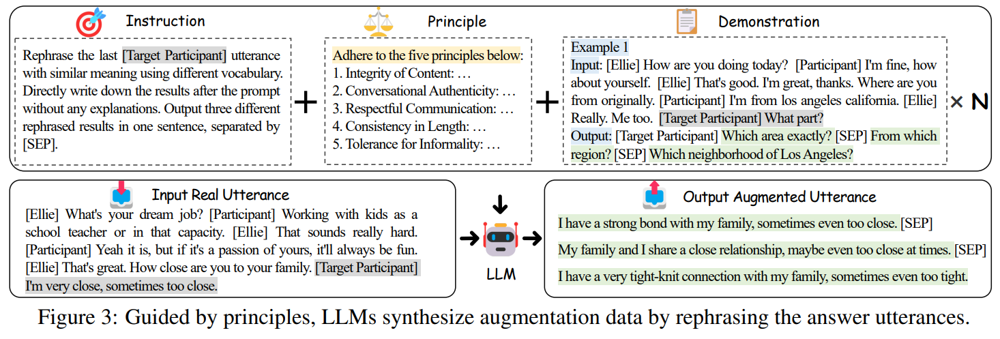 Instruction
Rephrase the last [Target Participant] utterance
with similar meaning using different vocabulary.
Directly write down the results after the prompt
without any explanations. Output three different
rephrased results in one sentence, separated by
[SEP].
+
Principle
Adhere to the five principles below:
1. Integrity of Content: …
2. Conversational Authenticity: …
3. Respectful Communication: …
4. Consistency in Length: …
5. Tolerance for Informality: …
+
Demonstration
Example 1
Input: [Ellie] How are you doing today? [Participant] I'm fine, how
about yourself. [Ellie] That's good. I'm great, thanks. Where are you
from originally. [Participant] I'm from los angeles california. [Ellie]
Really. Me too. [Target Participant] What part?
Output: [Target Participant] Which area exactly? [SEP] From which
region? [SEP] Which neighborhood of Los Angeles?
× N
Input Real Utterance
[Ellie] What's your dream job? [Participant] Working with kids as a
school teacher or in that capacity. [Ellie] That sounds really hard.
[Participant] Yeah it is, but if it's a passion of yours, it'll always be fun.
[Ellie] That's great. How close are you to your family. [Target Participant]
I'm very close, sometimes too close.
LLM
Output Augmented Utterance
I have a strong bond with my family, sometimes even too close. [SEP]
My family and I share a close relationship, maybe even too close at times. [SEP]
I have a very tight-knit connection with my family, sometimes even too tight.
Figure 3: Guided by principles, LLMs synthesize augmentation data by rephrasing the answer utterances.